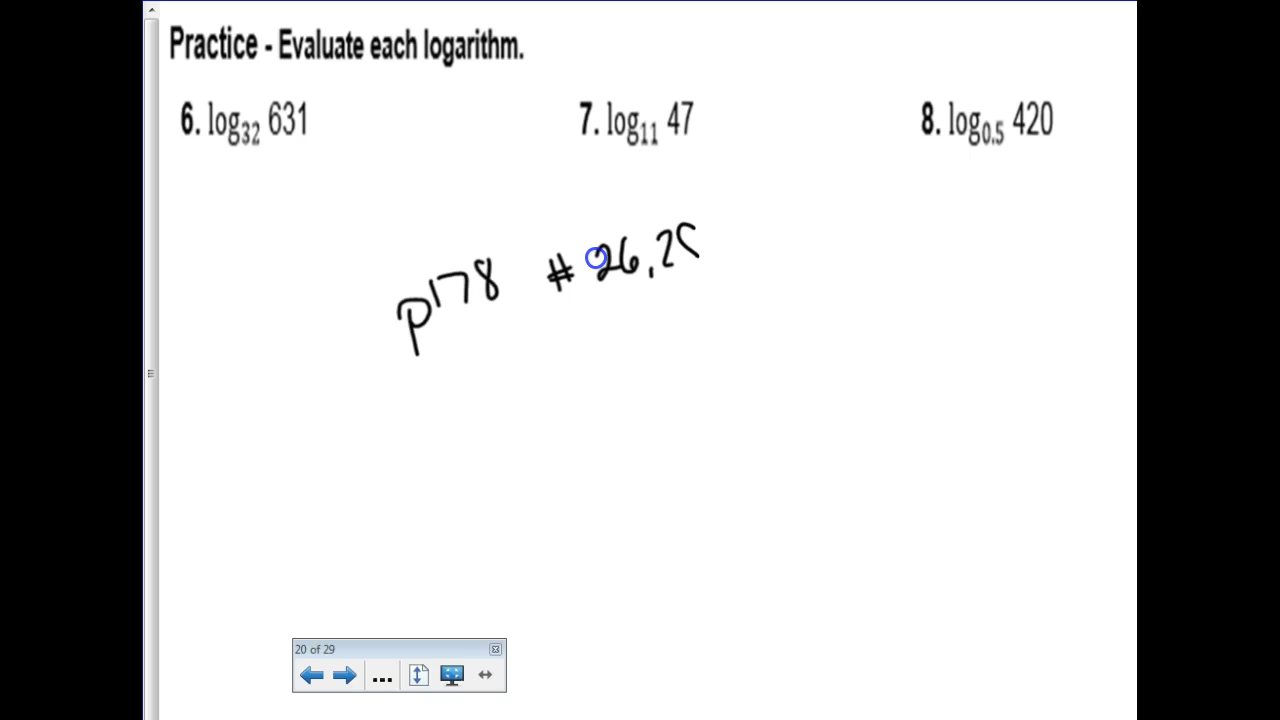 Practice - Evaluate each logarithm.
6. log₃₂ 631 7. log₁₁ 47 8. log₀.₅ 420
p178 # 26,
20 of 29